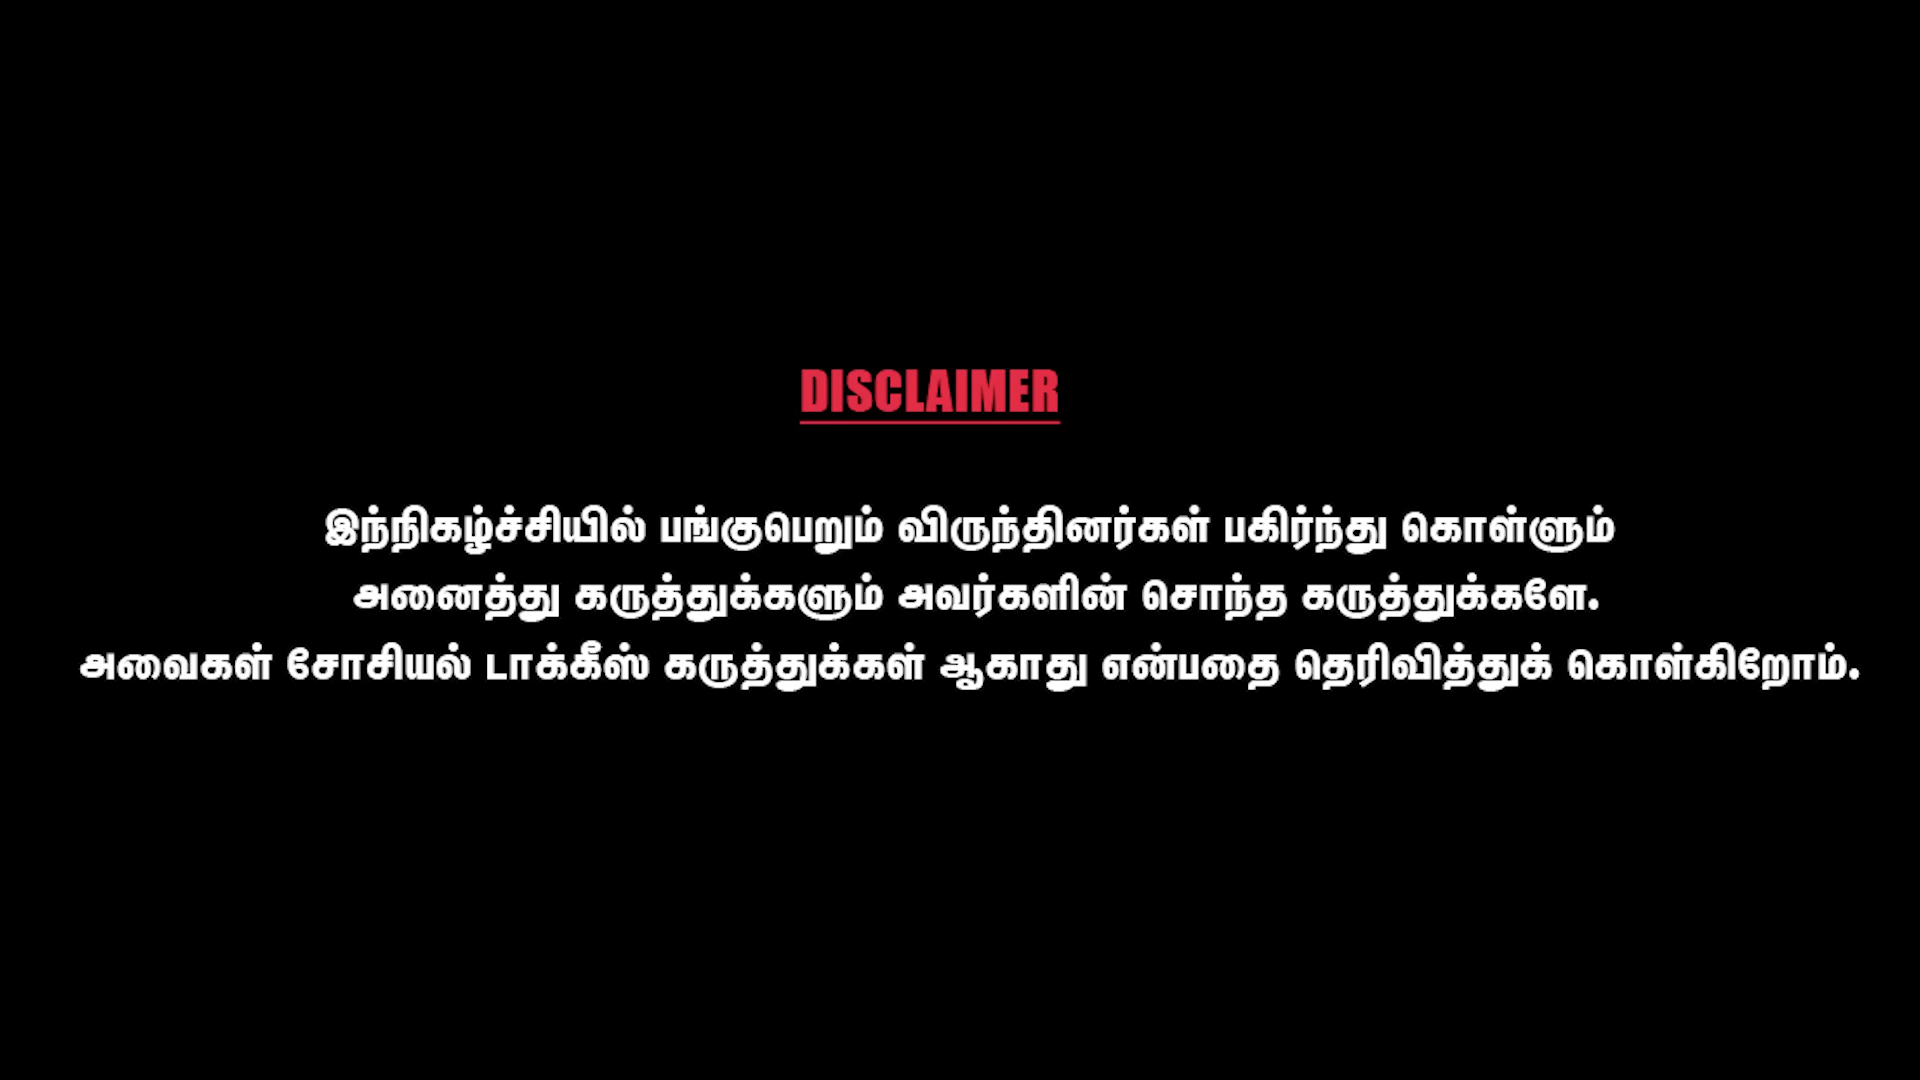 DISCLAIMER
இந்நிகழ்ச்சியில் பங்குபெறும் விருந்தினர்கள் பகிர்ந்து கொள்ளும்
அனைத்து கருத்துக்களும் அவர்களின் சொந்த கருத்துக்களே.
அவைகள் சோசியல் டாக்கீஸ் கருத்துக்கள் ஆகாது என்பதை தெரிவித்துக் கொள்கிறோம்.